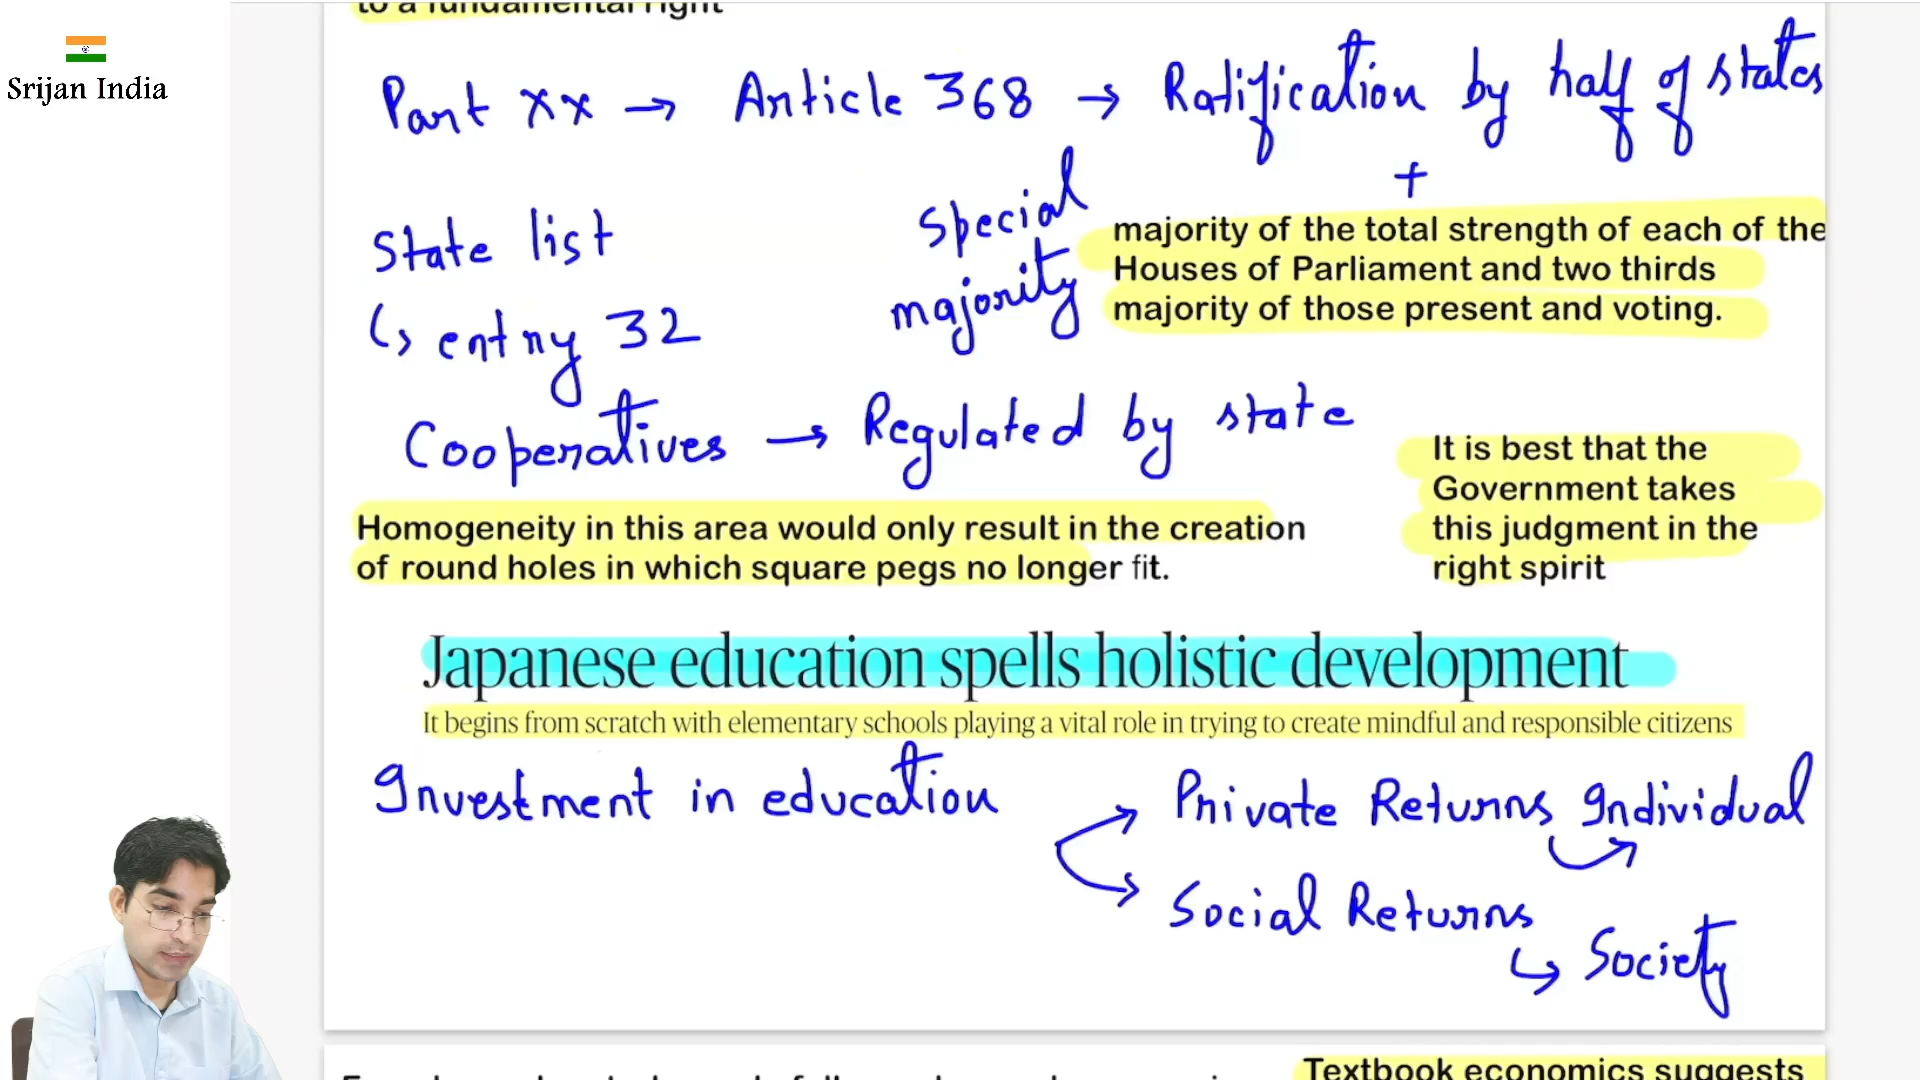 to a fundamental right
Srijan India
Part XX → Article 368 → Ratification by half of states
+
State list
↳ entry 32
special
majority
majority of the total strength of each of the
Houses of Parliament and two thirds
majority of those present and voting.
Cooperatives → Regulated by state
It is best that the
Government takes
this judgment in the
right spirit
Homogeneity in this area would only result in the creation
of round holes in which square pegs no longer fit.
Japanese education spells holistic development
It begins from scratch with elementary schools playing a vital role in trying to create mindful and responsible citizens
Investment in education
Private Returns Individual
Social Returns
↳ Society
Textbook economics suggests